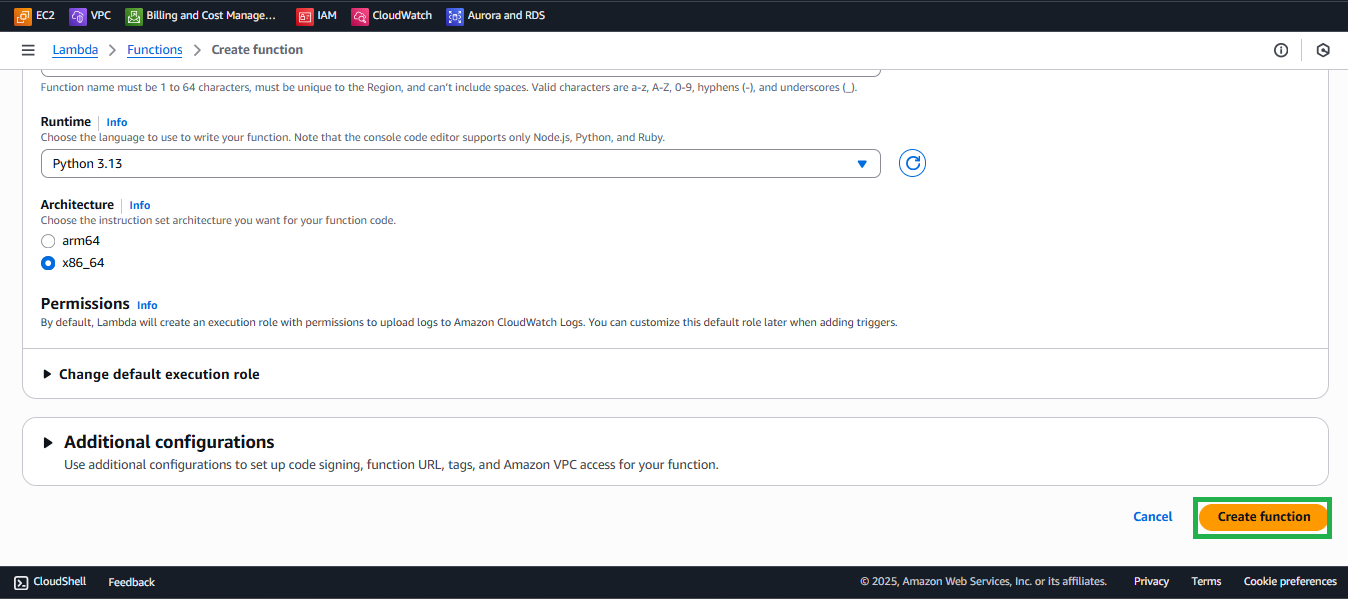 EC2 VPC Billing and Cost Manage... IAM CloudWatch Aurora and RDS
Lambda Functions Create function
Function name must be 1 to 64 characters, must be unique to the Region, and can't include spaces. Valid characters are a-z, A-Z, 0-9, hyphens (-), and underscores (_).
Runtime Info
Choose the language to use to write your function. Note that the console code editor supports only Node.js, Python, and Ruby.
Python 3.13
Architecture Info
Choose the instruction set architecture you want for your function code.
arm64
x86_64
Permissions Info
By default, Lambda will create an execution role with permissions to upload logs to Amazon CloudWatch Logs. You can customize this default role later when adding triggers.
Change default execution role
Additional configurations
Use additional configurations to set up code signing, function URL, tags, and Amazon VPC access for your function.
Cancel Create function
CloudShell Feedback © 2025, Amazon Web Services, Inc. or its affiliates. Privacy Terms Cookie preferences